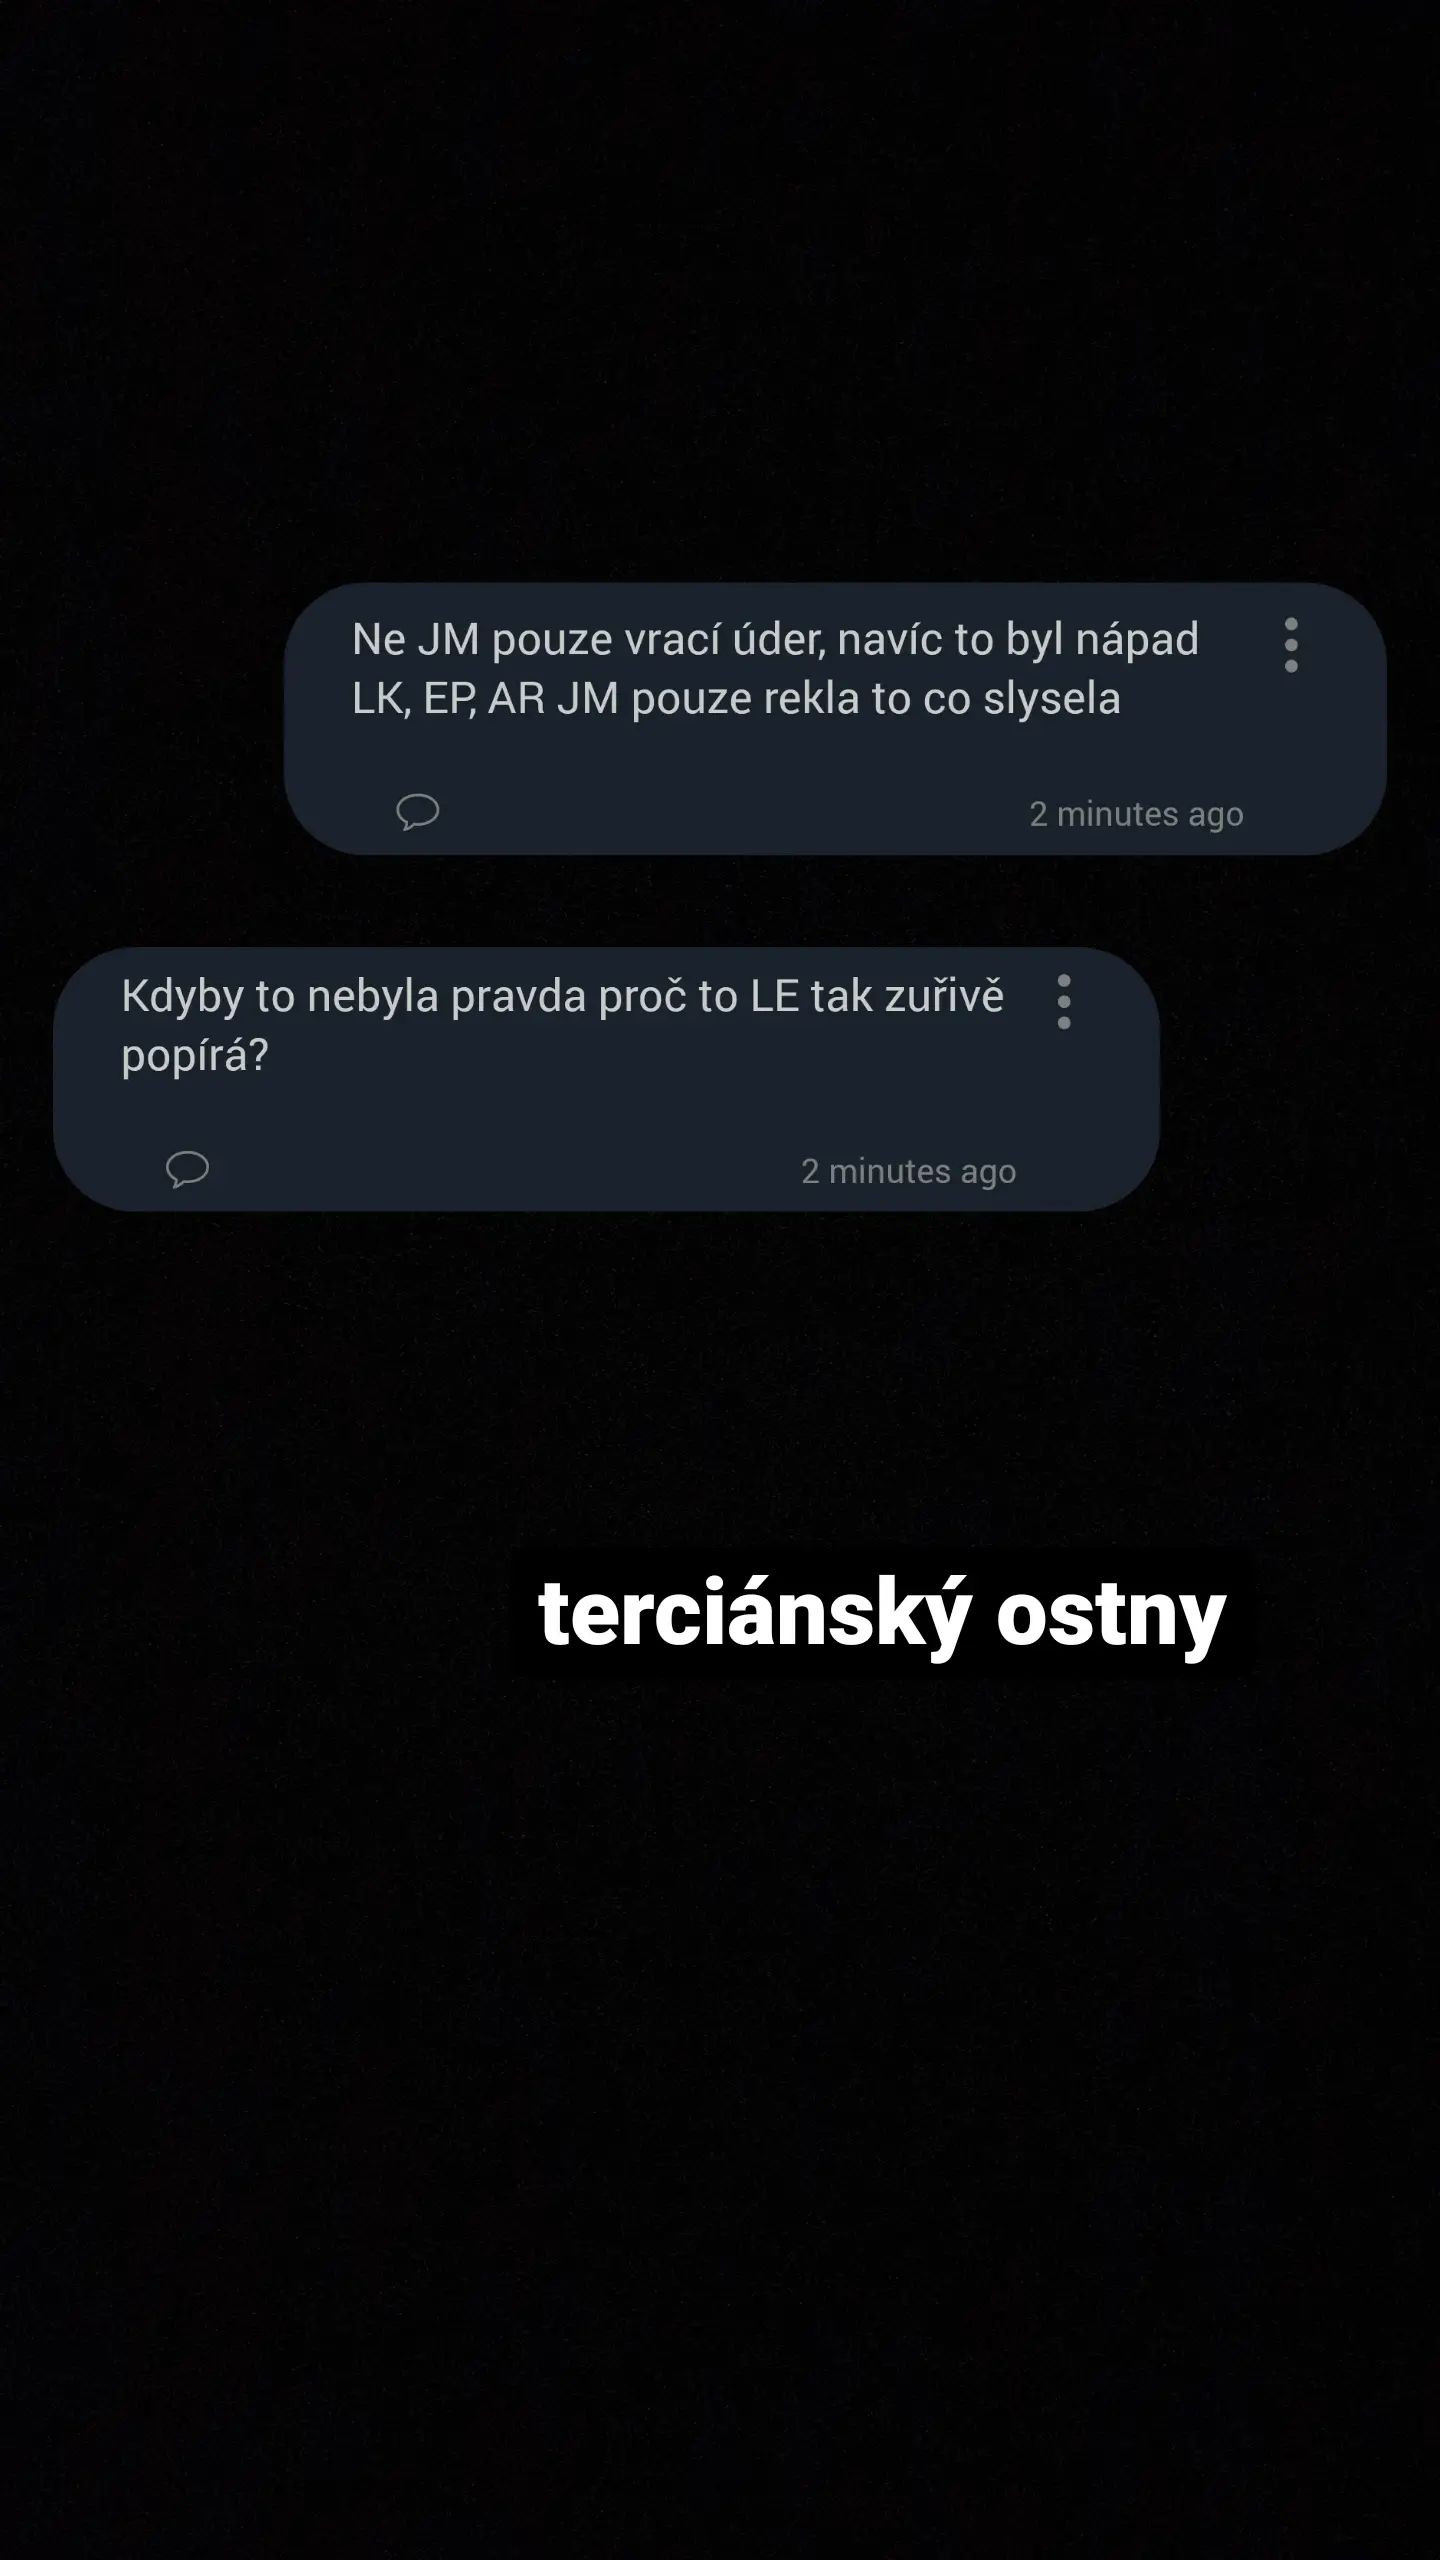 Ne JM pouze vrací úder, navíc to byl nápad
LK, EP, AR JM pouze rekla to co slysela
2 minutes ago
Kdyby to nebyla pravda proč to LE tak zuřivě
popírá?
2 minutes ago
terciánský ostny